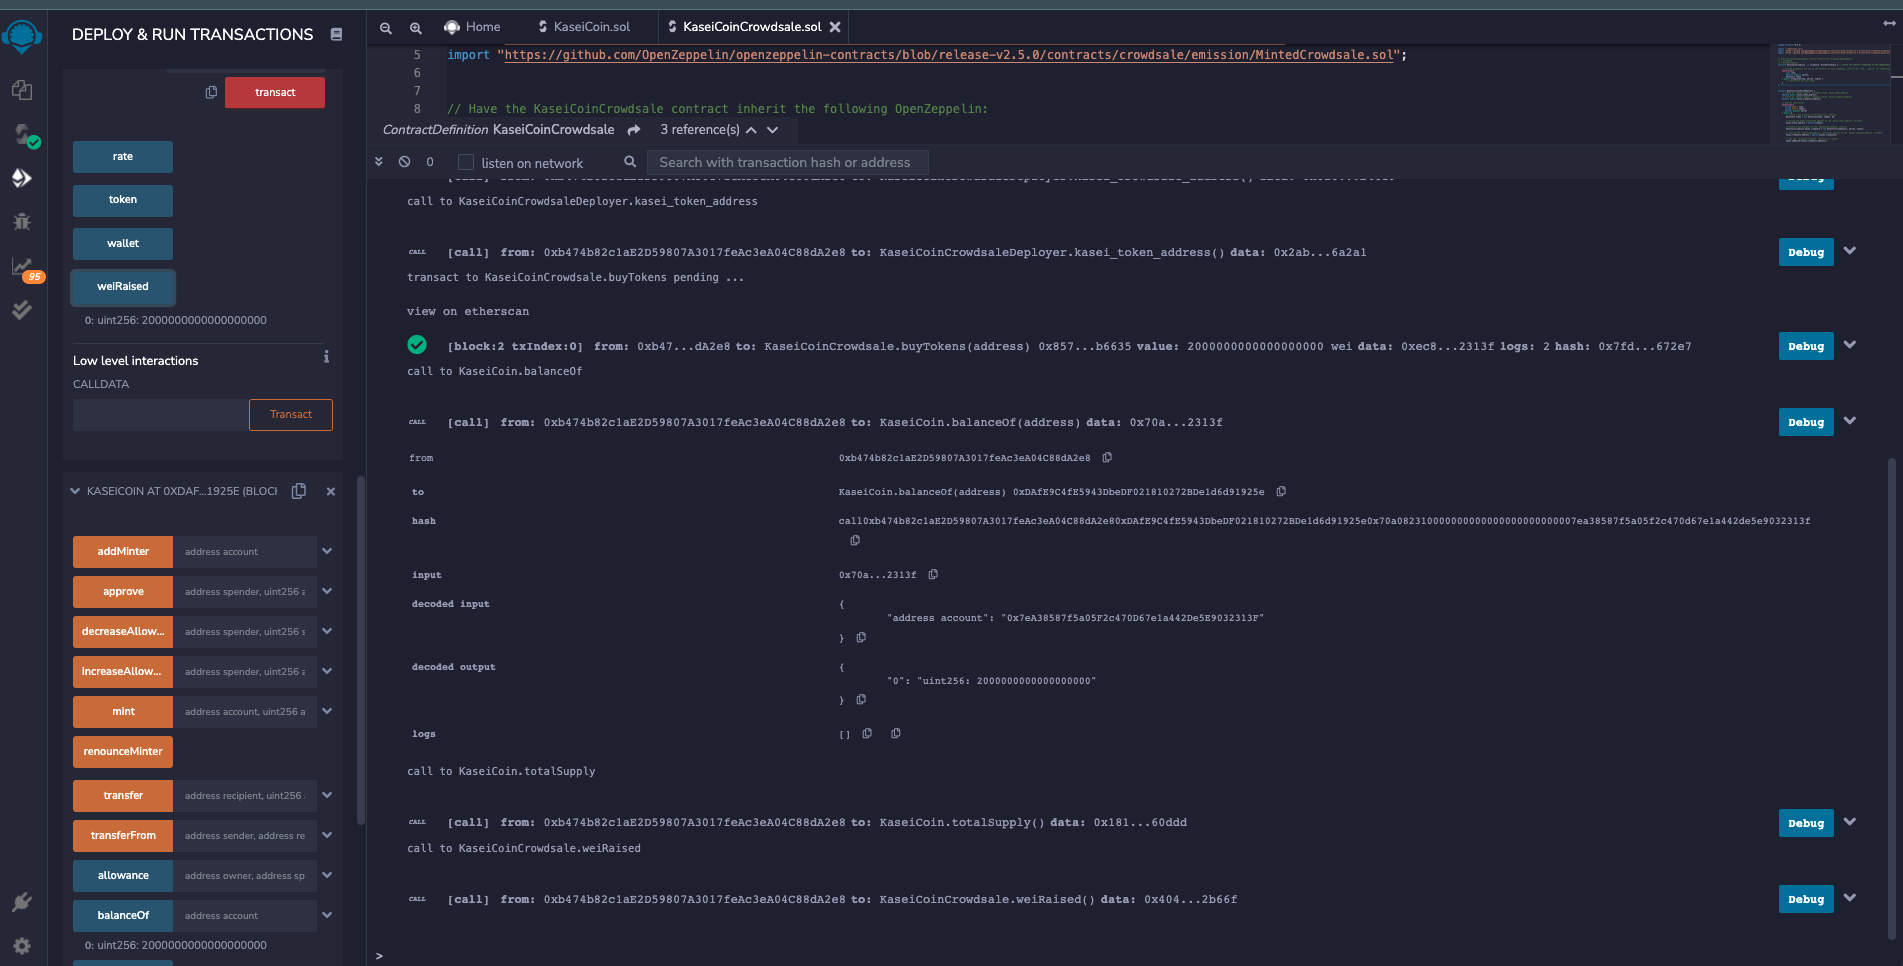 DEPLOY & RUN TRANSACTIONS
transact
rate
token
wallet
weiRaised
0: uint256: 2000000000000000000
Low level interactions
CALLDATA
Transact
KASEICOIN AT 0XDAF...1925E (BLOCK
addMinter address account
approve address spender, uint256 a
decreaseAllow... address spender, uint256 s
increaseAllow... address spender, uint256 a
mint address account, uint256 a
renounceMinter
transfer address recipient, uint256
transferFrom address sender, address re
allowance address owner, address sp
balanceOf address account
0: uint256: 2000000000000000000
95
Home KaseiCoin.sol KaseiCoinCrowdsale.sol
5 import "https://github.com/OpenZeppelin/openzeppelin-contracts/blob/release-v2.5.0/contracts/crowdsale/emission/MintedCrowdsale.sol";
6
7
8 // Have the KaseiCoinCrowdsale contract inherit the following OpenZeppelin:
ContractDefinition KaseiCoinCrowdsale 3 reference(s)
0 listen on network Search with transaction hash or address
call to KaseiCoinCrowdsaleDeployer.kasei_token_address
CALL [call] from: 0xb474b82c1aE2D59807A3017feAc3eA04C88dA2e8 to: KaseiCoinCrowdsaleDeployer.kasei_token_address() data: 0x2ab...6a2a1 Debug
transact to KaseiCoinCrowdsale.buyTokens pending ...
view on etherscan
[block:2 txIndex:0] from: 0xb47...dA2e8 to: KaseiCoinCrowdsale.buyTokens(address) 0x857...b6635 value: 2000000000000000000 wei data: 0xec8...2313f logs: 2 hash: 0x7fd...672e7 Debug
call to KaseiCoin.balanceOf
CALL [call] from: 0xb474b82c1aE2D59807A3017feAc3eA04C88dA2e8 to: KaseiCoin.balanceOf(address) data: 0x70a...2313f Debug
from 0xb474b82c1aE2D59807A3017feAc3eA04C88dA2e8
to KaseiCoin.balanceOf(address) 0xDAfE9C4fE5943DbeDF021810272BDe1d6d91925e
hash call0xb474b82c1aE2D59807A3017feAc3eA04C88dA2e80xDAfE9C4fE5943DbeDF021810272BDe1d6d91925e0x70a082310000000000000000000000007ea38587f5a05f2c470d67e1a442de5e9032313f
input 0x70a...2313f
decoded input {
"address account": "0x7eA38587f5a05F2c470D67e1a442De5E9032313F"
}
decoded output {
"0": "uint256: 2000000000000000000"
}
logs []
call to KaseiCoin.totalSupply
CALL [call] from: 0xb474b82c1aE2D59807A3017feAc3eA04C88dA2e8 to: KaseiCoin.totalSupply() data: 0x181...60ddd Debug
call to KaseiCoinCrowdsale.weiRaised
CALL [call] from: 0xb474b82c1aE2D59807A3017feAc3eA04C88dA2e8 to: KaseiCoinCrowdsale.weiRaised() data: 0x404...2b66f Debug
>